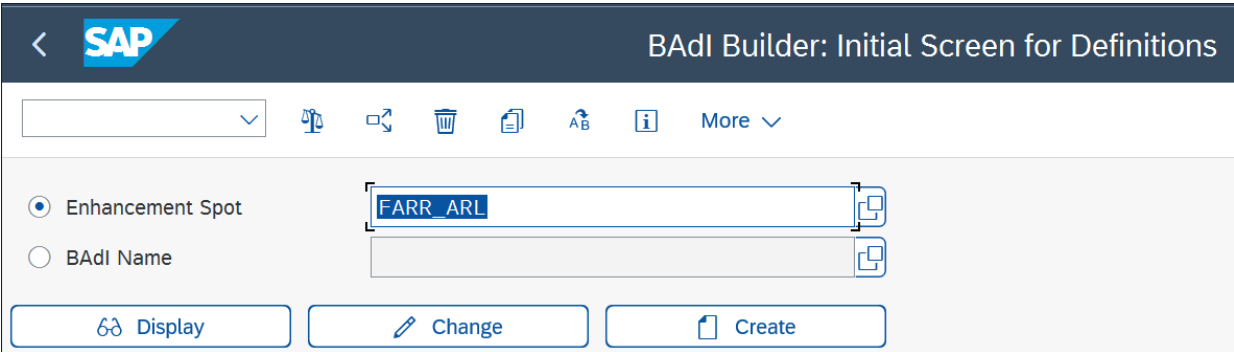 SAP BAdI Builder: Initial Screen for Definitions
More
Enhancement Spot FARR_ARL
BAdI Name
Display Change Create